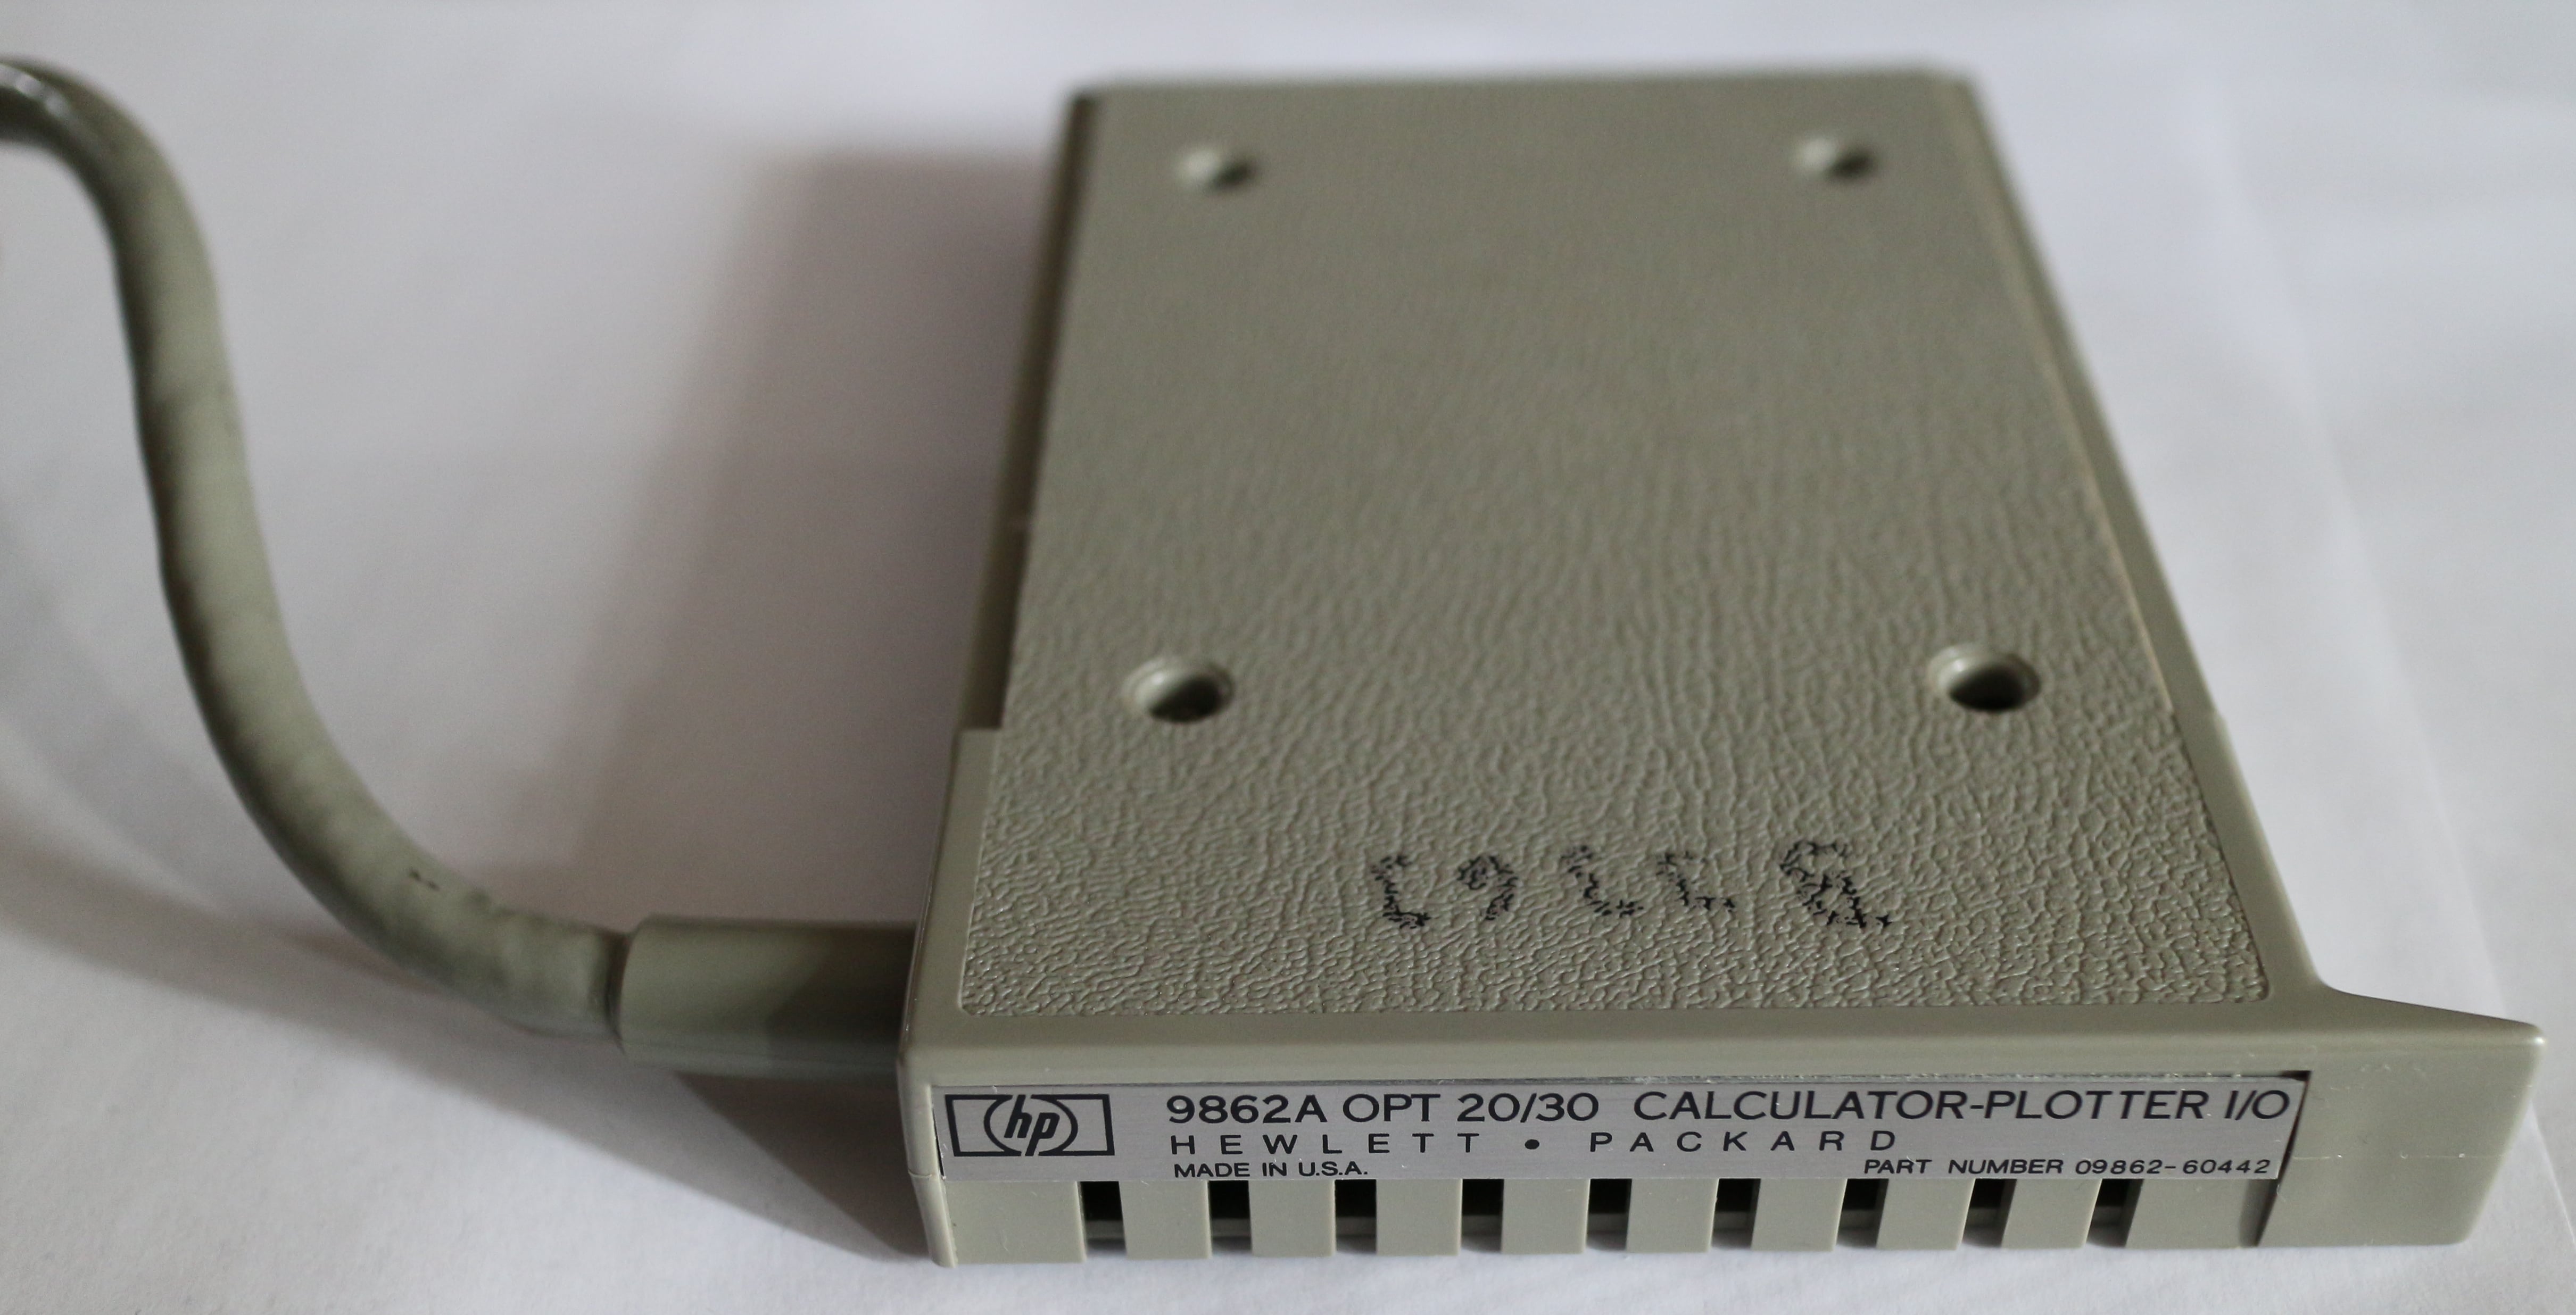 hp 9862A OPT 20/30 CALCULATOR-PLOTTER I/O
HEWLETT • PACKARD
MADE IN U.S.A. PART NUMBER 09862-60442